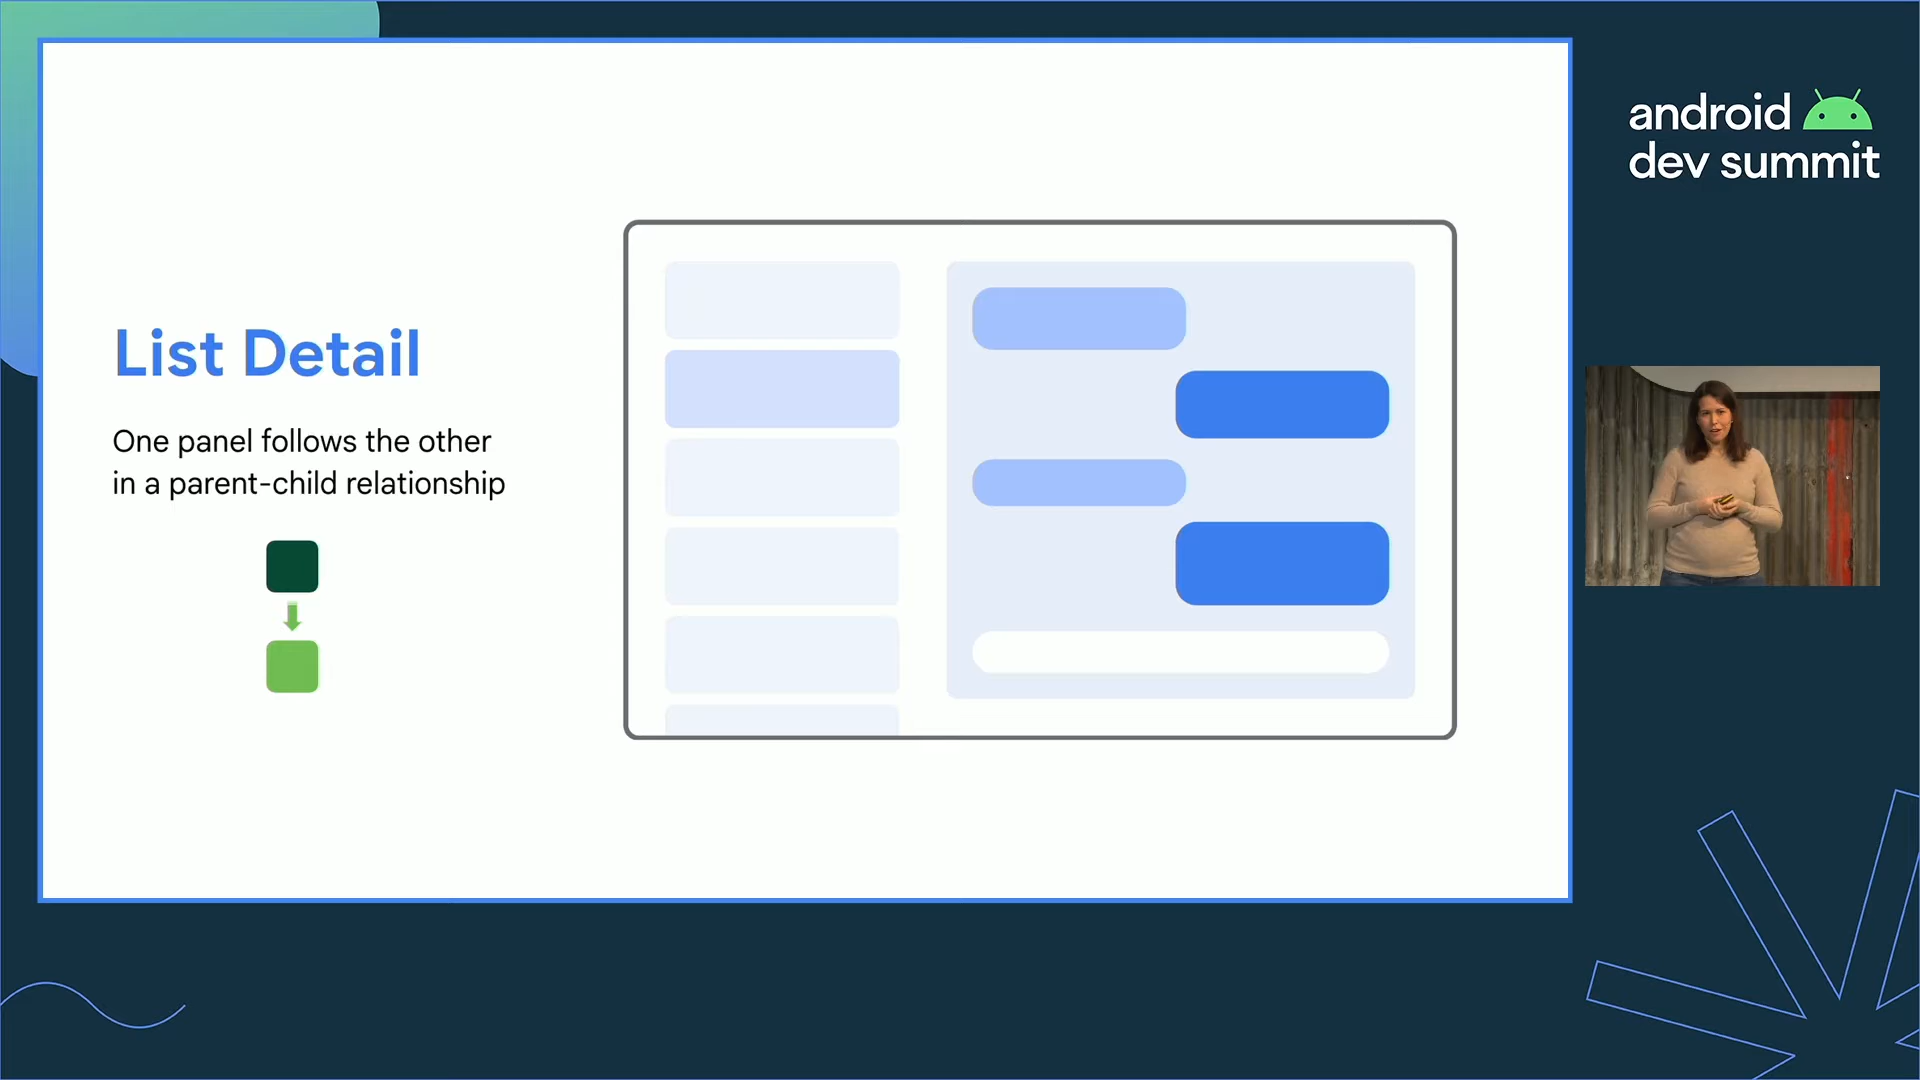 List Detail
One panel follows the other
in a parent-child relationship
android
dev summit